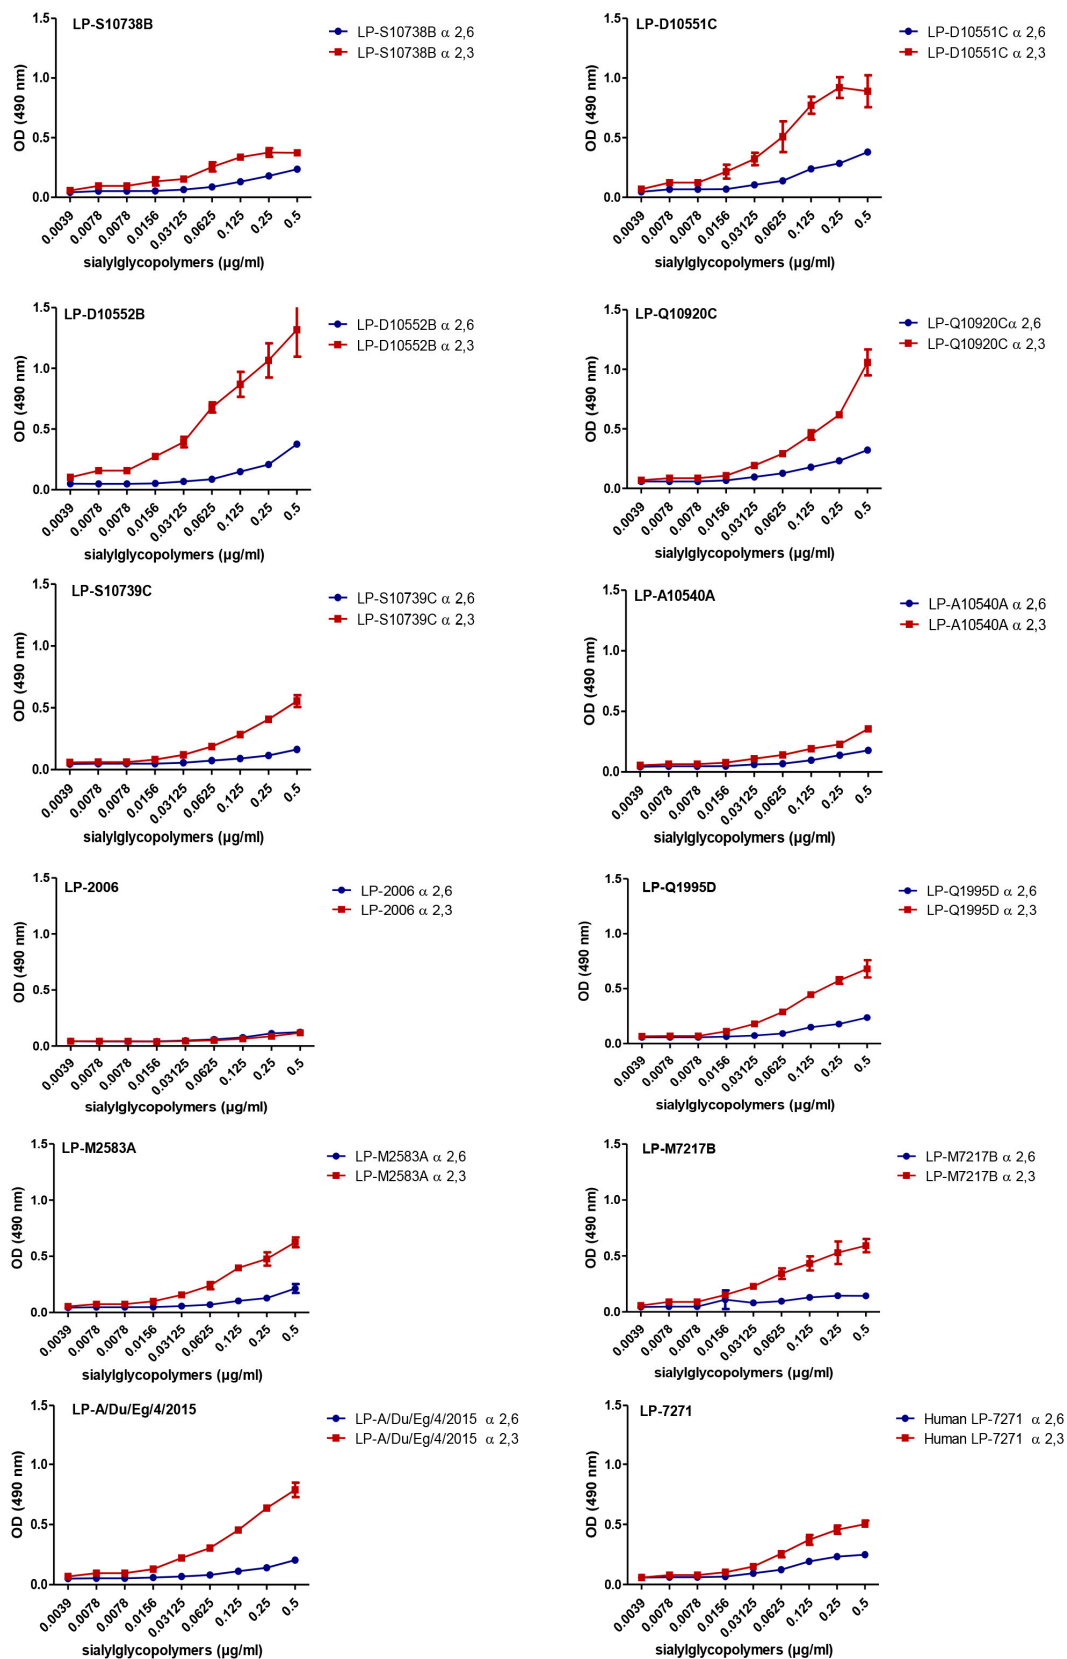 LP-S10738B
LP-S10738B α 2,6
LP-S10738B α 2,3
OD (490 nm)
1.5
1.0
0.5
0.0
0.0039 0.0078 0.0078 0.0156 0.03125 0.0625 0.125 0.25 0.5
sialylglycopolymers (µg/ml)
LP-D10551C
LP-D10551C α 2,6
LP-D10551C α 2,3
OD (490 nm)
1.5
1.0
0.5
0.0
0.0039 0.0078 0.0078 0.0156 0.03125 0.0625 0.125 0.25 0.5
sialylglycopolymers (µg/ml)
LP-D10552B
LP-D10552B α 2,6
LP-D10552B α 2,3
OD (490 nm)
1.5
1.0
0.5
0.0
0.0039 0.0078 0.0078 0.0156 0.03125 0.0625 0.125 0.25 0.5
sialylglycopolymers (µg/ml)
LP-Q10920C
LP-Q10920Cα 2,6
LP-Q10920C α 2,3
OD (490 nm)
1.5
1.0
0.5
0.0
0.0039 0.0078 0.0078 0.0156 0.03125 0.0625 0.125 0.25 0.5
sialylglycopolymers (µg/ml)
LP-S10739C
LP-S10739C α 2,6
LP-S10739C α 2,3
OD (490 nm)
1.5
1.0
0.5
0.0
0.0039 0.0078 0.0078 0.0156 0.03125 0.0625 0.125 0.25 0.5
sialylglycopolymers (µg/ml)
LP-A10540A
LP-A10540A α 2,6
LP-A10540A α 2,3
OD (490 nm)
1.5
1.0
0.5
0.0
0.0039 0.0078 0.0078 0.0156 0.03125 0.0625 0.125 0.25 0.5
sialylglycopolymers (µg/ml)
LP-2006
LP-2006 α 2,6
LP-2006 α 2,3
OD (490 nm)
1.5
1.0
0.5
0.0
0.0039 0.0078 0.0078 0.0156 0.03125 0.0625 0.125 0.25 0.5
sialylglycopolymers (µg/ml)
LP-Q1995D
LP-Q1995D α 2,6
LP-Q1995D α 2,3
OD (490 nm)
1.5
1.0
0.5
0.0
0.0039 0.0078 0.0078 0.0156 0.03125 0.0625 0.125 0.25 0.5
sialylglycopolymers (µg/ml)
LP-M2583A
LP-M2583A α 2,6
LP-M2583A α 2,3
OD (490 nm)
1.5
1.0
0.5
0.0
0.0039 0.0078 0.0078 0.0156 0.03125 0.0625 0.125 0.25 0.5
sialylglycopolymers (µg/ml)
LP-M7217B
LP-M7217B α 2,6
LP-M7217B α 2,3
OD (490 nm)
1.5
1.0
0.5
0.0
0.0039 0.0078 0.0078 0.0156 0.03125 0.0625 0.125 0.25 0.5
sialylglycopolymers (µg/ml)
LP-A/Du/Eg/4/2015
LP-A/Du/Eg/4/2015 α 2,6
LP-A/Du/Eg/4/2015 α 2,3
OD (490 nm)
1.5
1.0
0.5
0.0
0.0039 0.0078 0.0078 0.0156 0.03125 0.0625 0.125 0.25 0.5
sialylglycopolymers (µg/ml)
LP-7271
Human LP-7271 α 2,6
Human LP-7271 α 2,3
OD (490 nm)
1.5
1.0
0.5
0.0
0.0039 0.0078 0.0078 0.0156 0.03125 0.0625 0.125 0.25 0.5
sialylglycopolymers (µg/ml)